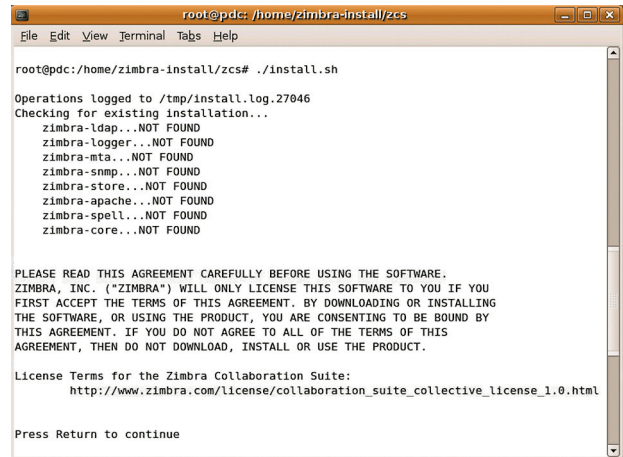 root@pdc: /home/zimbra-install/zcs
File Edit View Terminal Tabs Help
root@pdc:/home/zimbra-install/zcs# ./install.sh
Operations logged to /tmp/install.log.27046
Checking for existing installation...
zimbra-ldap...NOT FOUND
zimbra-logger...NOT FOUND
zimbra-mta...NOT FOUND
zimbra-snmp...NOT FOUND
zimbra-store...NOT FOUND
zimbra-apache...NOT FOUND
zimbra-spell...NOT FOUND
zimbra-core...NOT FOUND
PLEASE READ THIS AGREEMENT CAREFULLY BEFORE USING THE SOFTWARE.
ZIMBRA, INC. ("ZIMBRA") WILL ONLY LICENSE THIS SOFTWARE TO YOU IF YOU
FIRST ACCEPT THE TERMS OF THIS AGREEMENT. BY DOWNLOADING OR INSTALLING
THE SOFTWARE, OR USING THE PRODUCT, YOU ARE CONSENTING TO BE BOUND BY
THIS AGREEMENT. IF YOU DO NOT AGREE TO ALL OF THE TERMS OF THIS
AGREEMENT, THEN DO NOT DOWNLOAD, INSTALL OR USE THE PRODUCT.
License Terms for the Zimbra Collaboration Suite:
http://www.zimbra.com/license/collaboration_suite_collective_license_1.0.html
Press Return to continue